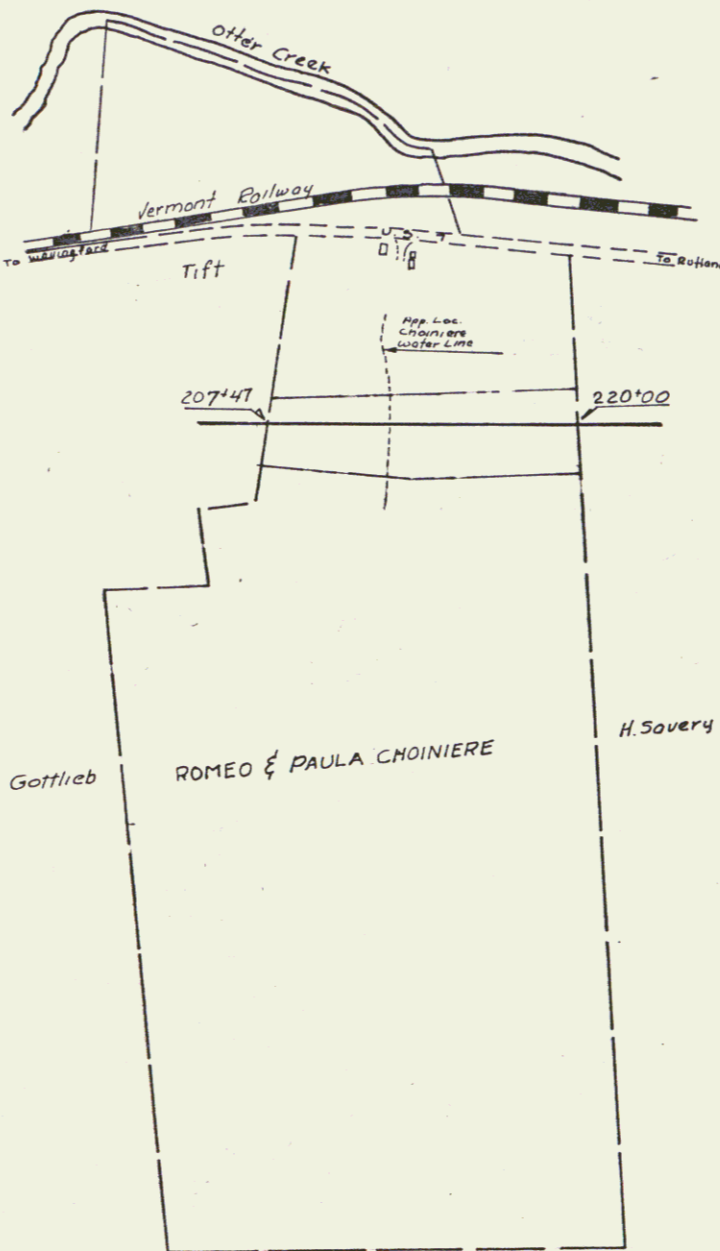 Otter Creek
Vermont Railway
To Wallingford
U.S. 7
To Rutland
Tift
App. Loc.
Choiniere
Water Line
207+47
220+00
H. Savery
Gottlieb
ROMEO & PAULA CHOINIERE